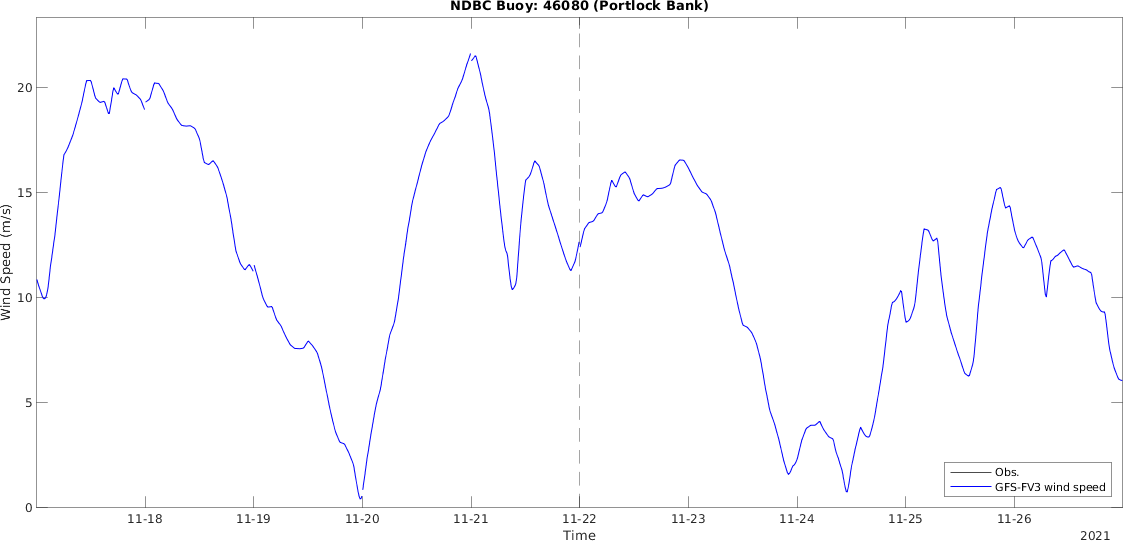 NDBC Buoy: 46080 (Portlock Bank)
Wind Speed (m/s)
20
15
10
5
0
11-18 11-19 11-20 11-21 11-22 11-23 11-24 11-25 11-26
Time
2021
Obs.
GFS-FV3 wind speed